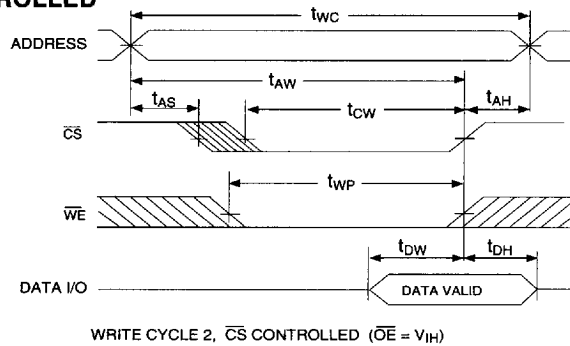 tWC
ADDRESS
tAW
tAS
tCW
tAH
CS
tWP
WE
tDW
tDH
DATA I/O
DATA VALID
WRITE CYCLE 2, CS CONTROLLED (OE = VIH)